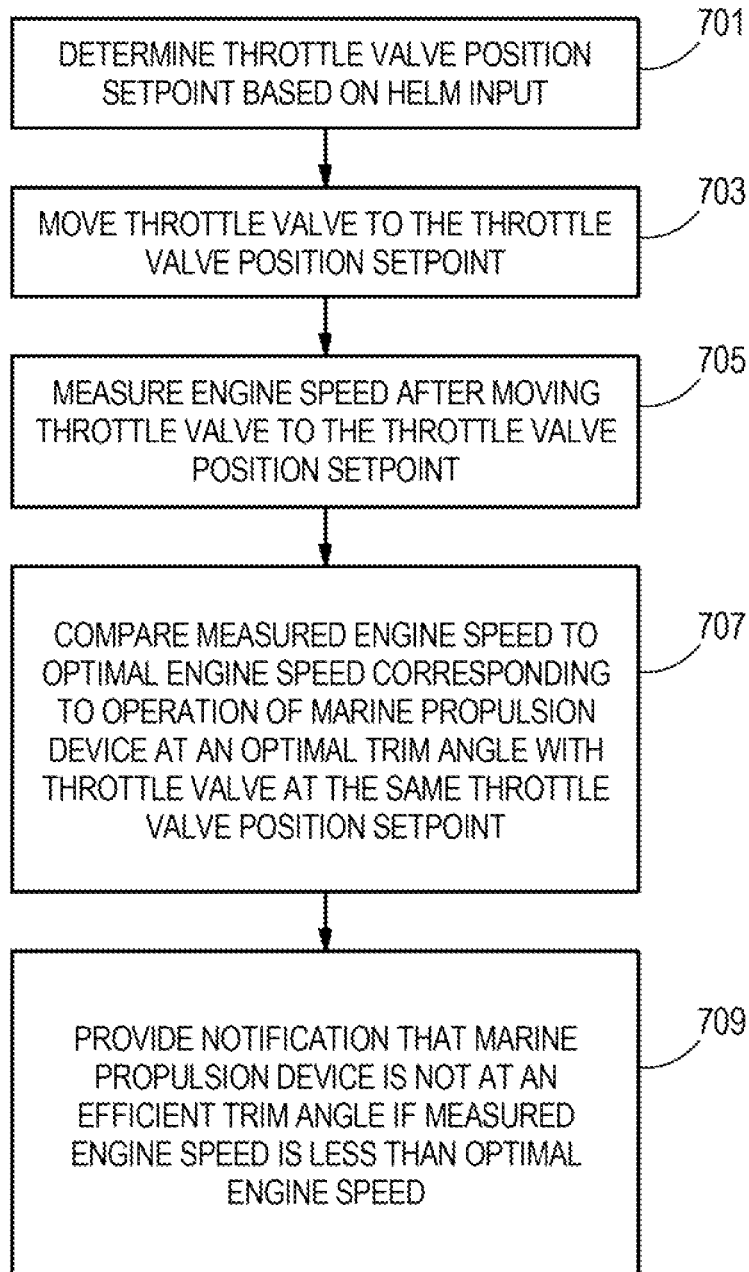 701
DETERMINE THROTTLE VALVE POSITION
SETPOINT BASED ON HELM INPUT
703
MOVE THROTTLE VALVE TO THE THROTTLE
VALVE POSITION SETPOINT
705
MEASURE ENGINE SPEED AFTER MOVING
THROTTLE VALVE TO THE THROTTLE VALVE
POSITION SETPOINT
707
COMPARE MEASURED ENGINE SPEED TO
OPTIMAL ENGINE SPEED CORRESPONDING
TO OPERATION OF MARINE PROPULSION
DEVICE AT AN OPTIMAL TRIM ANGLE WITH
THROTTLE VALVE AT THE SAME THROTTLE
VALVE POSITION SETPOINT
709
PROVIDE NOTIFICATION THAT MARINE
PROPULSION DEVICE IS NOT AT AN
EFFICIENT TRIM ANGLE IF MEASURED
ENGINE SPEED IS LESS THAN OPTIMAL
ENGINE SPEED